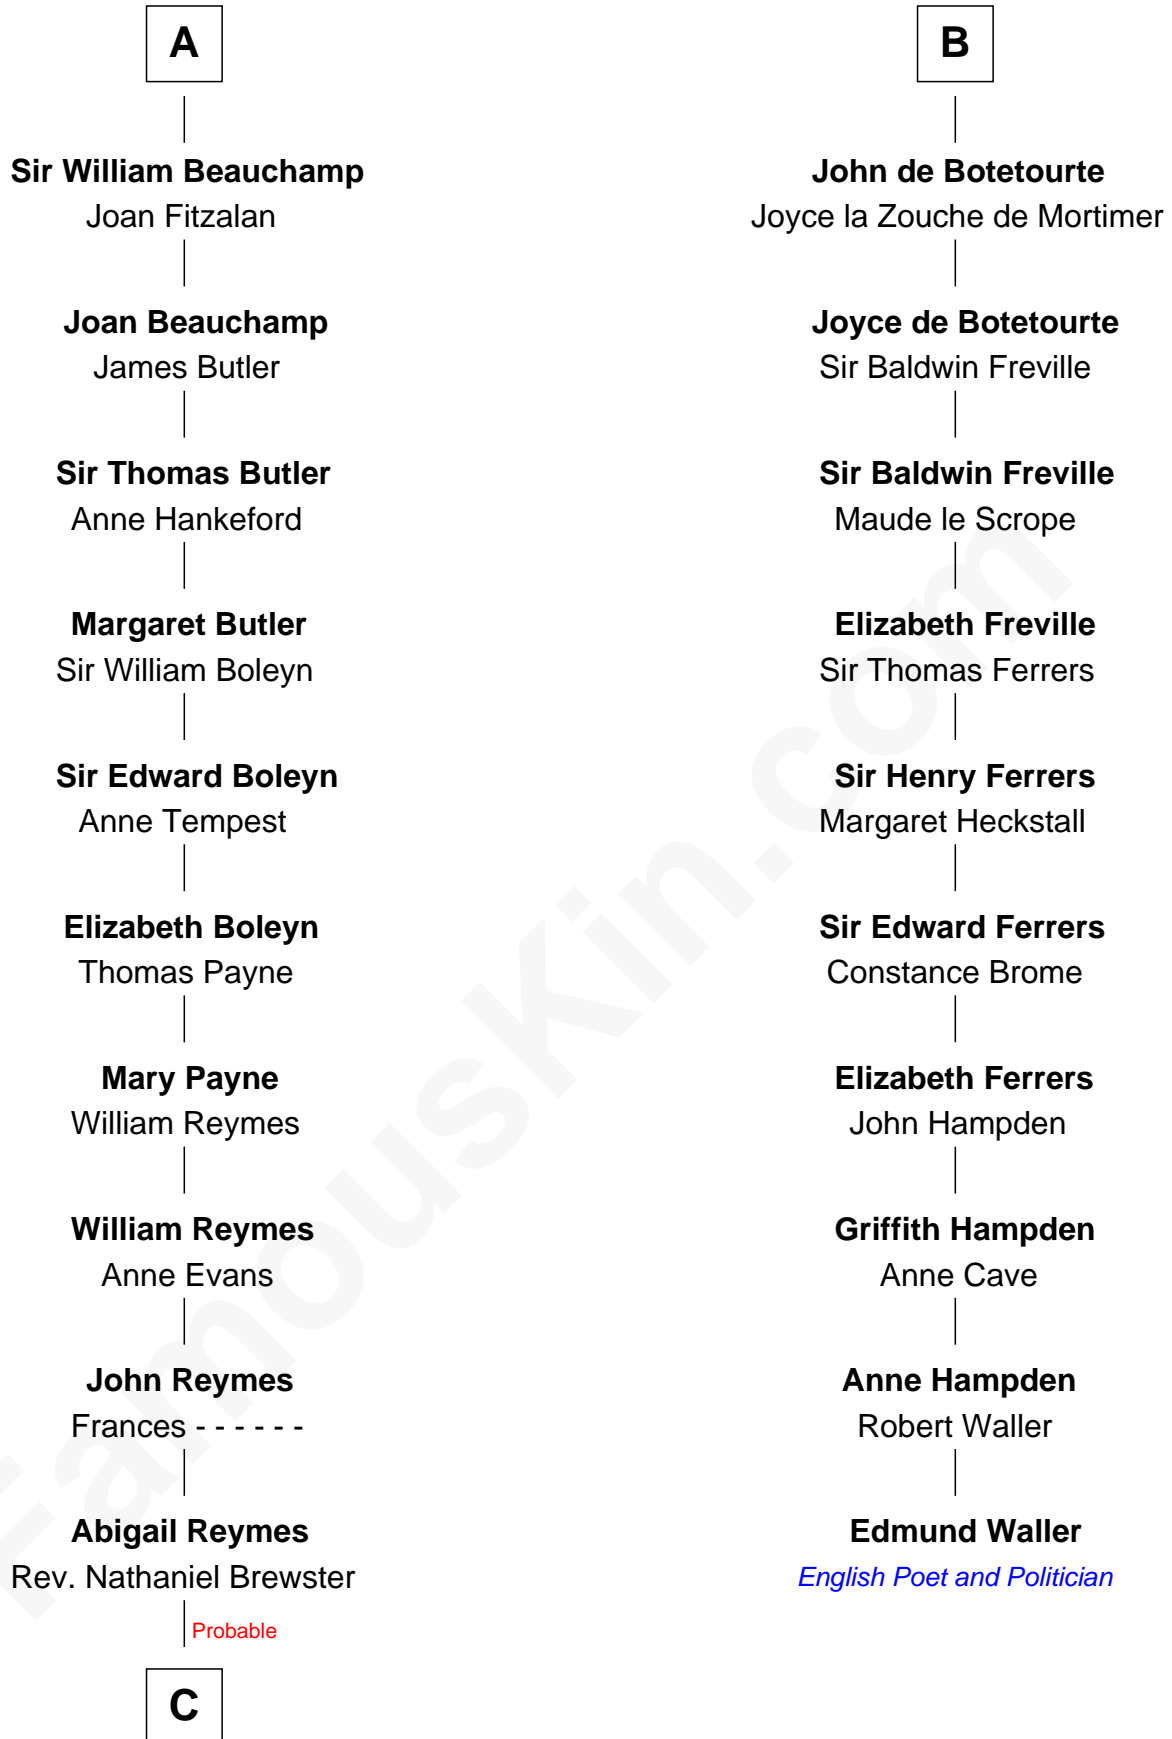 A
Sir William Beauchamp
Joan Fitzalan
Joan Beauchamp
James Butler
Sir Thomas Butler
Anne Hankeford
Margaret Butler
Sir William Boleyn
Sir Edward Boleyn
Anne Tempest
Elizabeth Boleyn
Thomas Payne
Mary Payne
William Reymes
William Reymes
Anne Evans
John Reymes
Frances - - - - - -
Abigail Reymes
Rev. Nathaniel Brewster
Probable
C
B
John de Botetourte
Joyce la Zouche de Mortimer
Joyce de Botetourte
Sir Baldwin Freville
Sir Baldwin Freville
Maude le Scrope
Elizabeth Freville
Sir Thomas Ferrers
Sir Henry Ferrers
Margaret Heckstall
Sir Edward Ferrers
Constance Brome
Elizabeth Ferrers
John Hampden
Griffith Hampden
Anne Cave
Anne Hampden
Robert Waller
Edmund Waller
English Poet and Politician
FamousKin.com